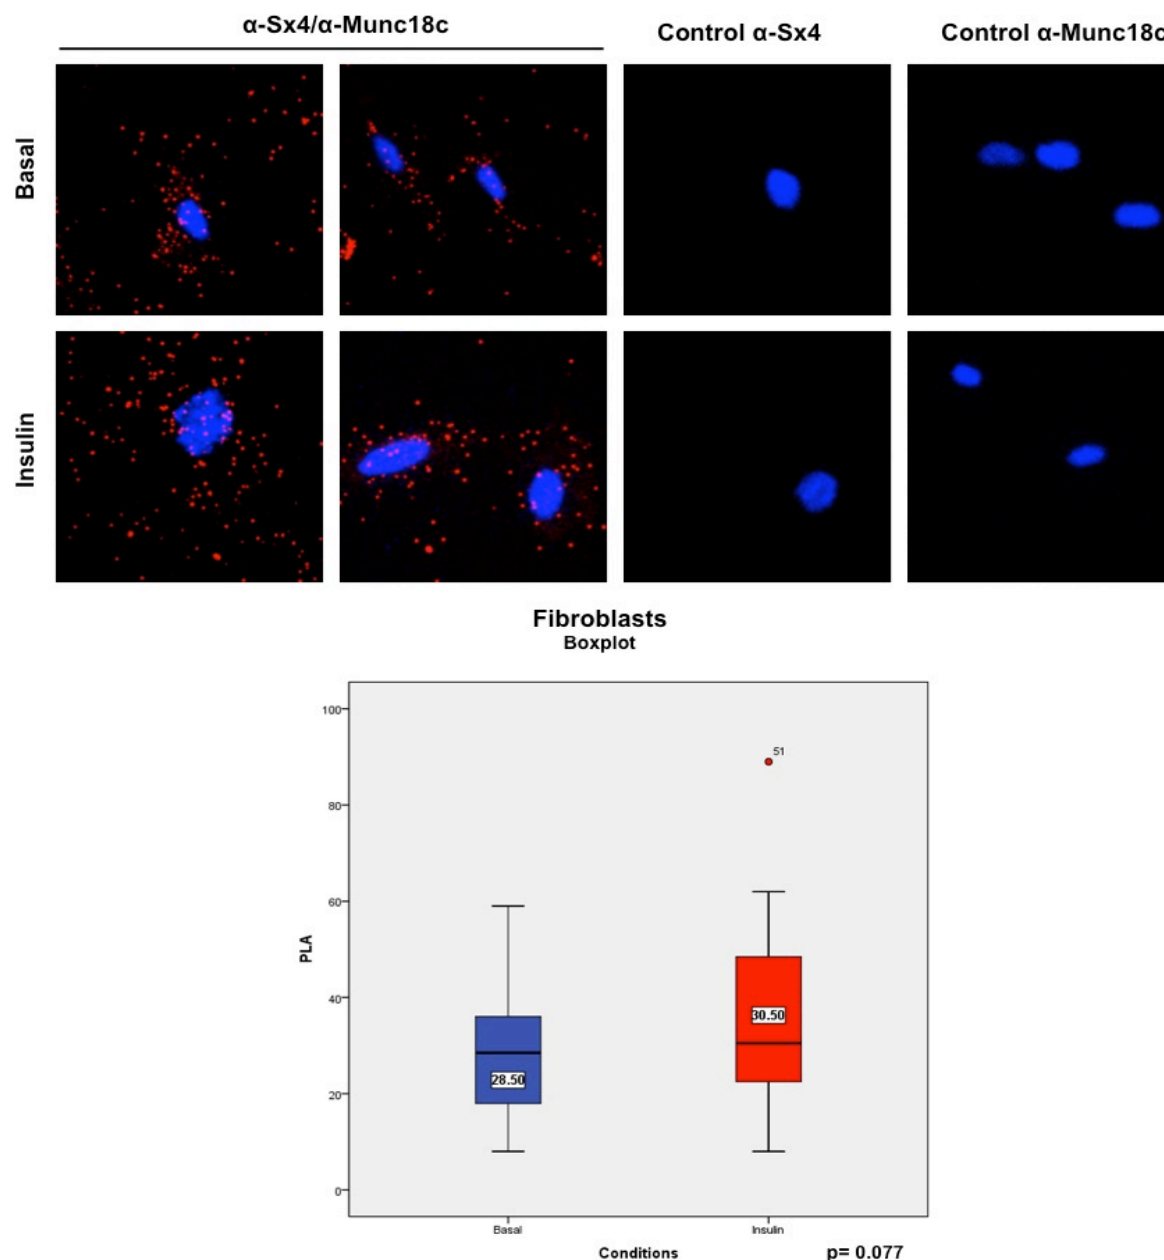 α-Sx4/α-Munc18c
Control α-Sx4
Control α-Munc18c
Basal
Insulin
Fibroblasts
Boxplot
100
80
60
40
20
0
PLA
51
28.50
30.50
Basal
Insulin
Conditions
p= 0.077